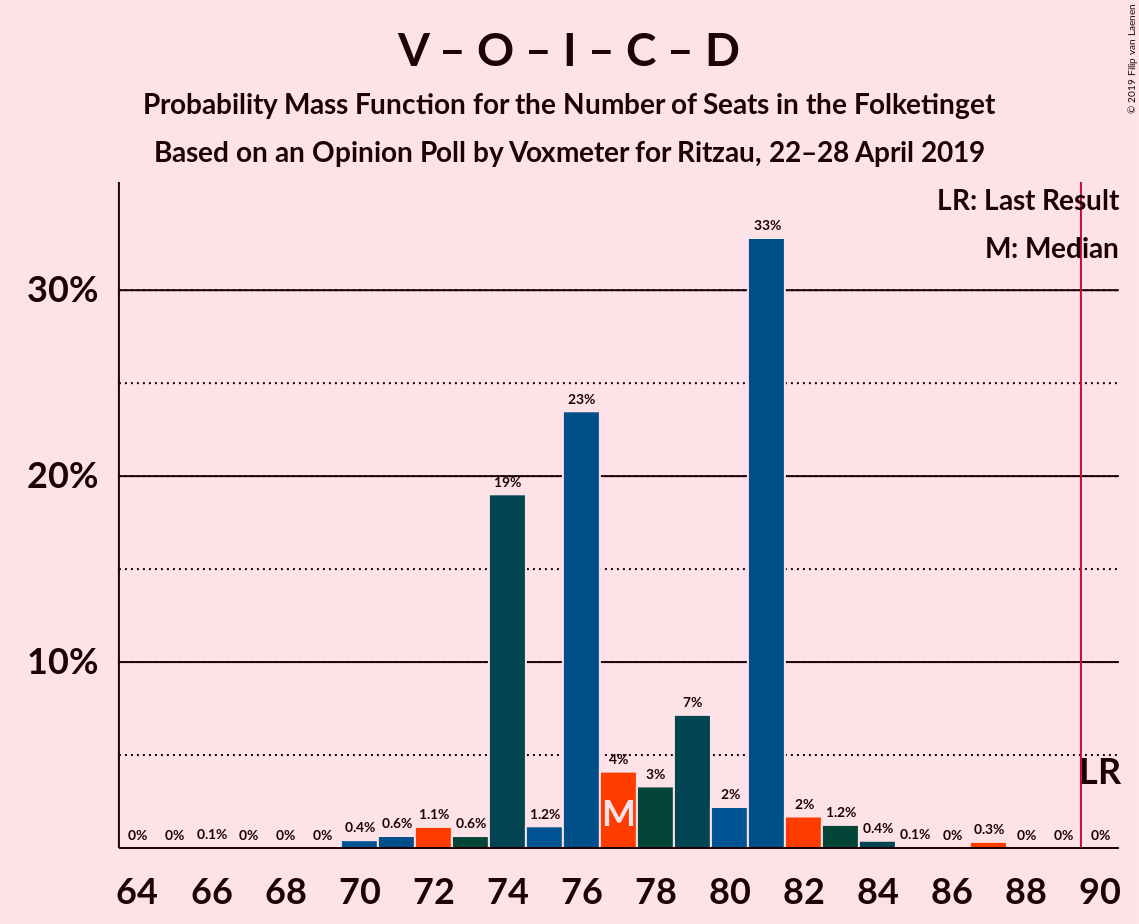 V – O – I – C – D
Probability Mass Function for the Number of Seats in the Folketinget
Based on an Opinion Poll by Voxmeter for Ritzau, 22–28 April 2019
© 2019 Filip van Laenen
LR: Last Result
M: Median
33%
30%
23%
20%
19%
10%
7%
4%
3%
2%
2%
LR
M
0% 0% 0.1% 0% 0% 0% 0.4% 0.6% 1.1% 0.6% 1.2% 1.2% 0.4% 0.1% 0% 0.3% 0% 0% 0%
64 66 68 70 72 74 76 78 80 82 84 86 88 90